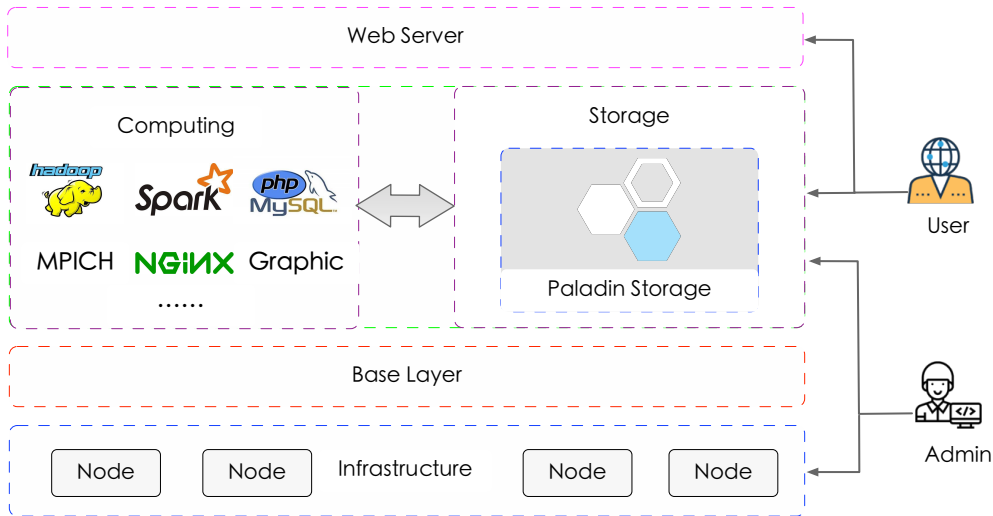 Web Server
Computing
Storage
hadoop
Spark
php
MySQL™
MPICH
NGiNX
Graphic
......
Paladin Storage
User
Base Layer
Infrastructure
Node
Node
Node
Node
Admin